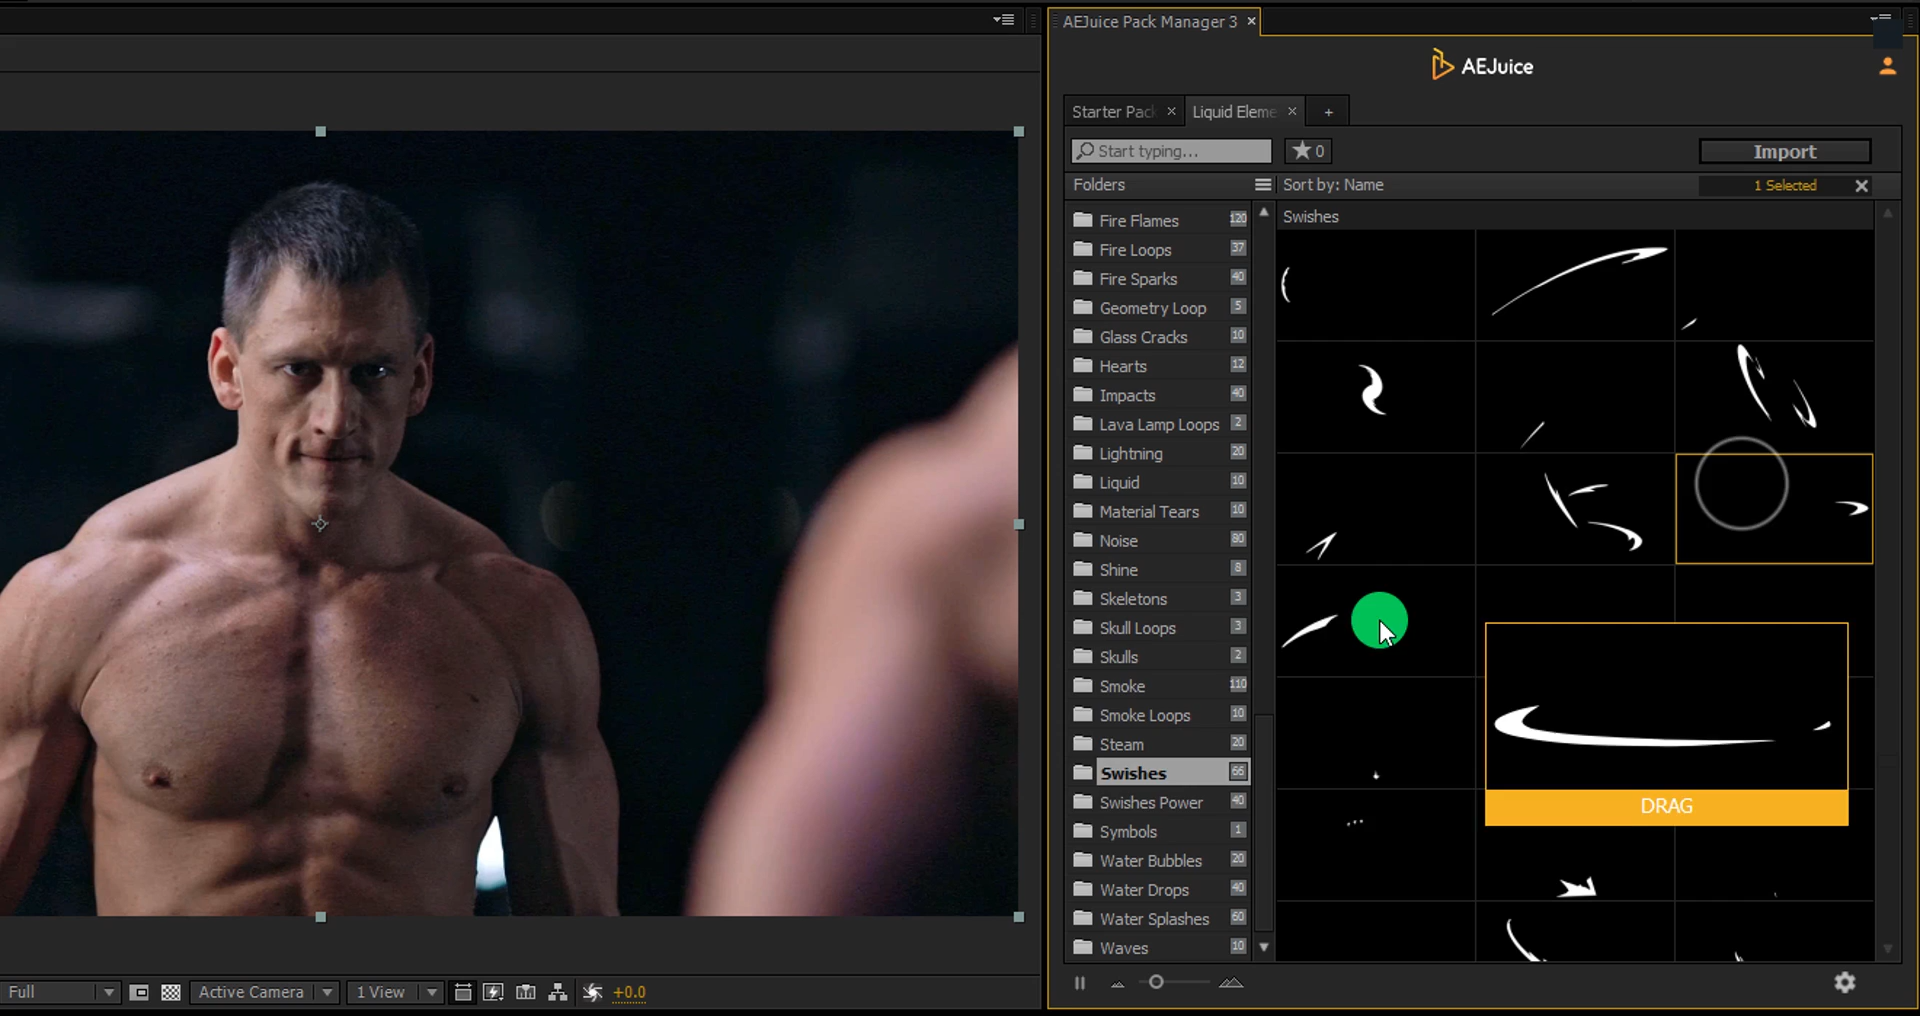 AEJuice Pack Manager 3
AEJuice
Starter Pac
Liquid Eleme
+
Start typing...
0
Import
Folders
Sort by: Name
1 Selected
Swishes
Fire Flames 120
Fire Loops 37
Fire Sparks 40
Geometry Loop 5
Glass Cracks 10
Hearts 12
Impacts 40
Lava Lamp Loops 2
Lightning 20
Liquid 10
Material Tears 10
Noise 80
Shine 8
Skeletons 3
Skull Loops 3
Skulls 2
Smoke 110
Smoke Loops 10
Steam 20
Swishes 66
Swishes Power 40
Symbols 1
Water Bubbles 20
Water Drops 40
Water Splashes 60
Waves 10
DRAG
Full
Active Camera
1 View
+0.0